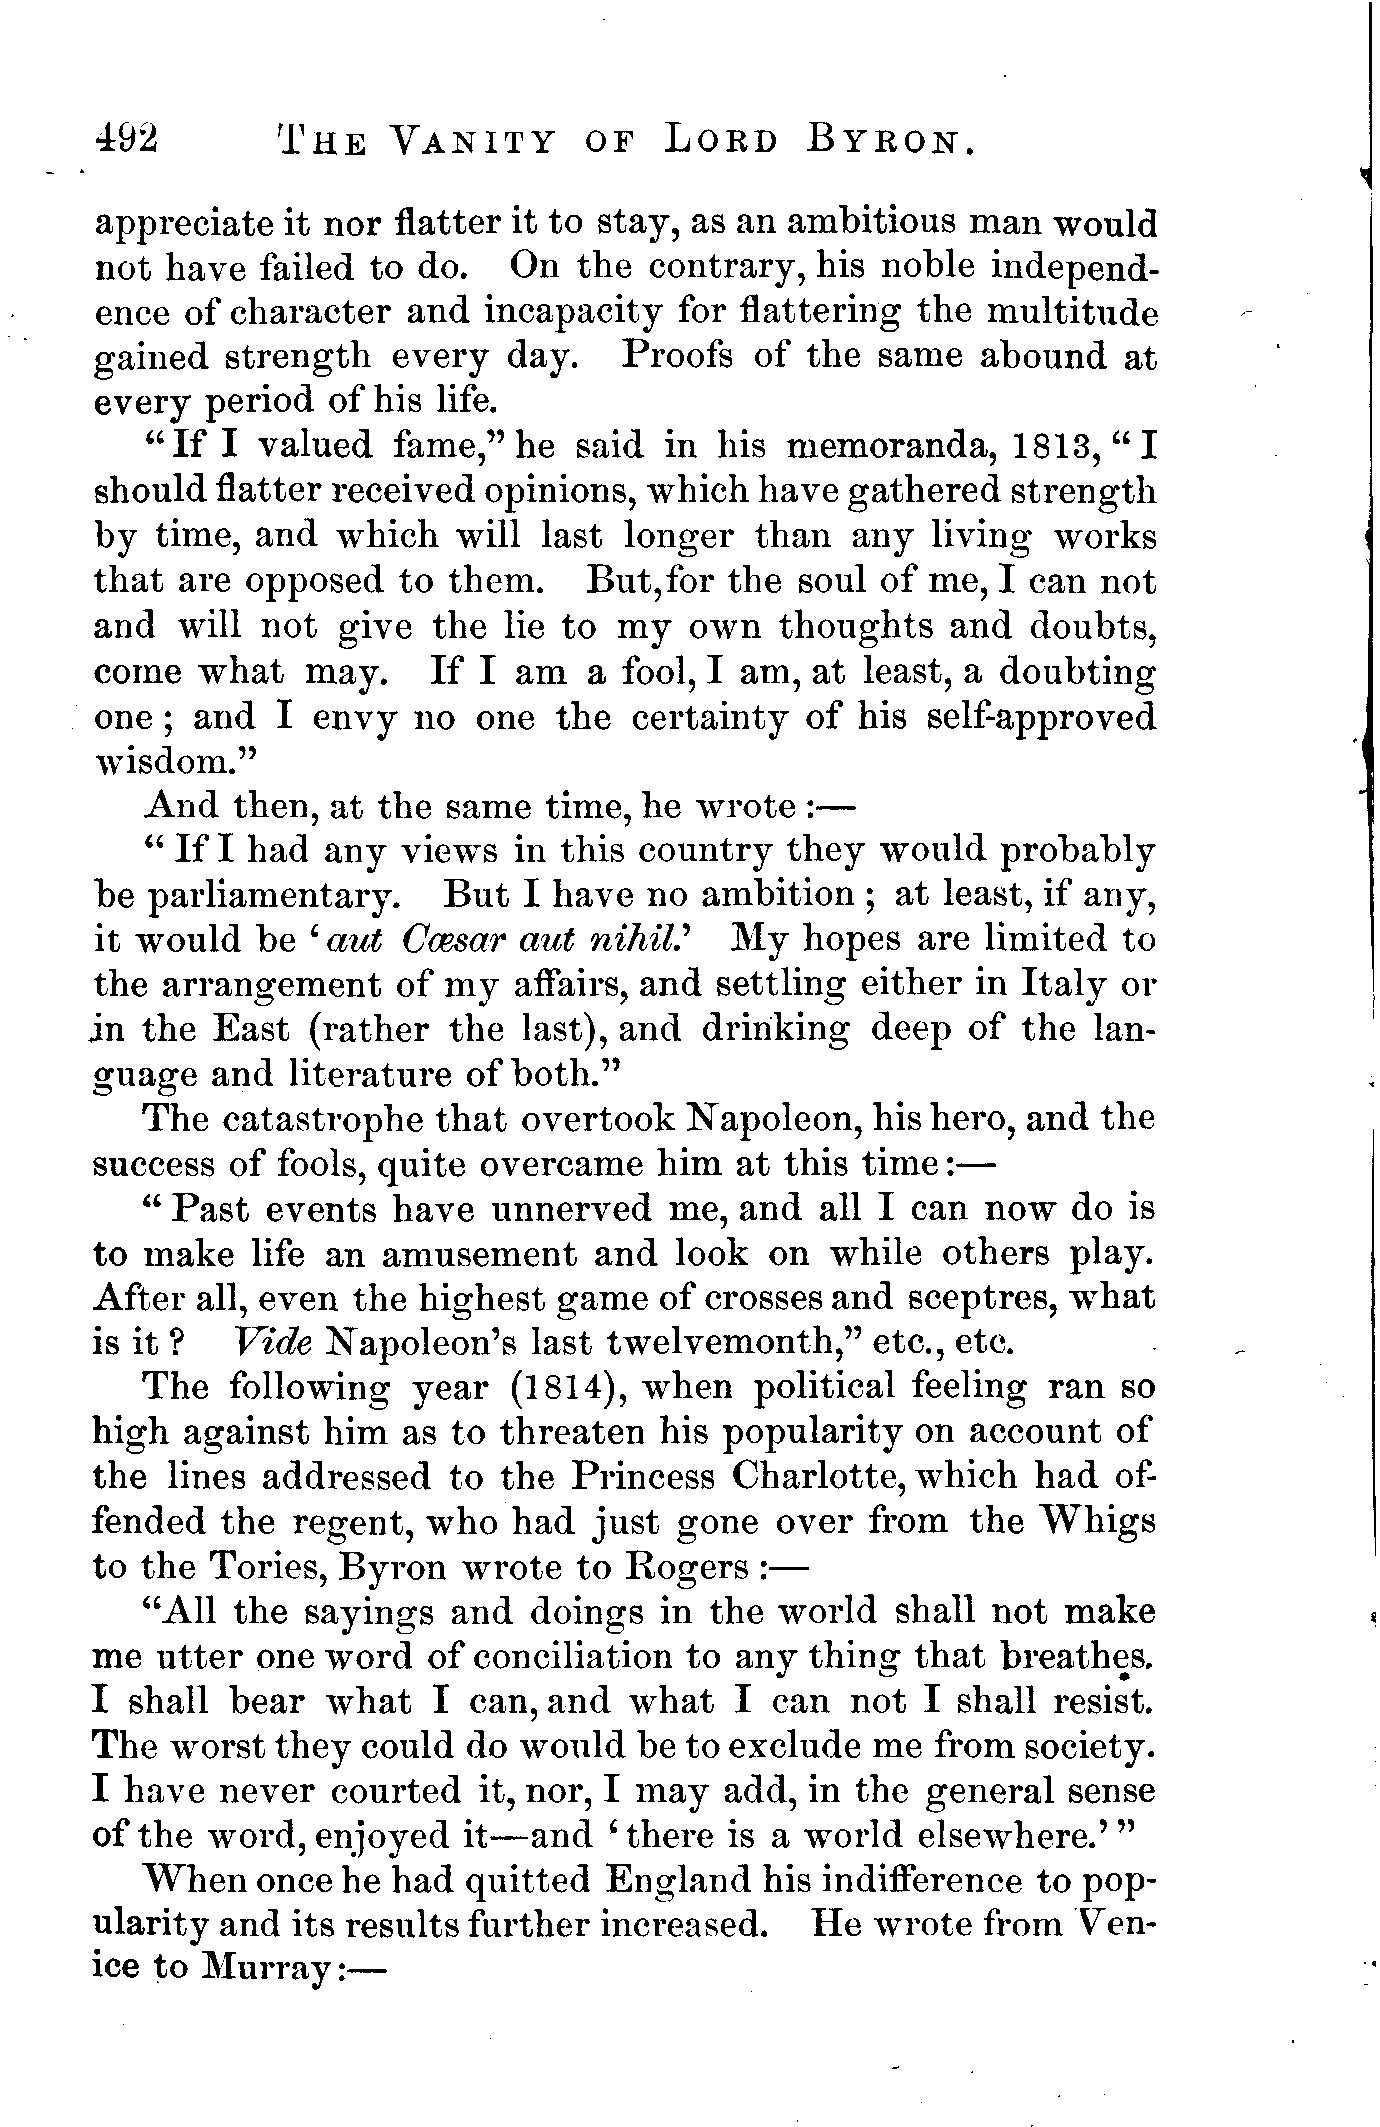 492 THE VANITY OF LORD BYRON.
appreciate it nor flatter it to stay, as an ambitious man would
not have failed to do. On the contrary, his noble independ-
ence of character and incapacity for flattering the multitude
gained strength every day. Proofs of the same abound at
every period of his life.
“If I valued fame,” he said in his memoranda, 1813, “I
should flatter received opinions, which have gathered strength
by time, and which will last longer than any living works
that are opposed to them. But, for the soul of me, I can not
and will not give the lie to my own thoughts and doubts,
come what may. If I am a fool, I am, at least, a doubting
one; and I envy no one the certainty of his self-approved
wisdom.”
And then, at the same time, he wrote:—
“If I had any views in this country they would probably
be parliamentary. But I have no ambition; at least, if any,
it would be ‘aut Cæsar aut nihil.’ My hopes are limited to
the arrangement of my affairs, and settling either in Italy or
in the East (rather the last), and drinking deep of the lan-
guage and literature of both.”
The catastrophe that overtook Napoleon, his hero, and the
success of fools, quite overcame him at this time:—
“Past events have unnerved me, and all I can now do is
to make life an amusement and look on while others play.
After all, even the highest game of crosses and sceptres, what
is it? Vide Napoleon’s last twelvemonth,” etc., etc.
The following year (1814), when political feeling ran so
high against him as to threaten his popularity on account of
the lines addressed to the Princess Charlotte, which had of-
fended the regent, who had just gone over from the Whigs
to the Tories, Byron wrote to Rogers:—
“All the sayings and doings in the world shall not make
me utter one word of conciliation to any thing that breathes.
I shall bear what I can, and what I can not I shall resist.
The worst they could do would be to exclude me from society.
I have never courted it, nor, I may add, in the general sense
of the word, enjoyed it—and ‘there is a world elsewhere.’”
When once he had quitted England his indifference to pop-
ularity and its results further increased. He wrote from Ven-
ice to Murray:—